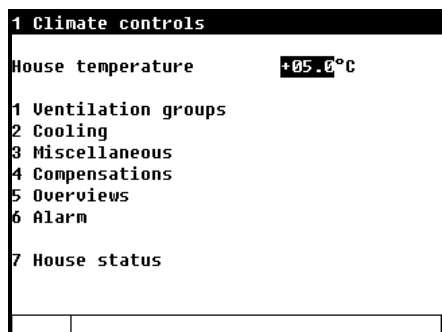 1 Climate controls
House temperature +05.0°C
1 Ventilation groups
2 Cooling
3 Miscellaneous
4 Compensations
5 Overviews
6 Alarm
7 House status